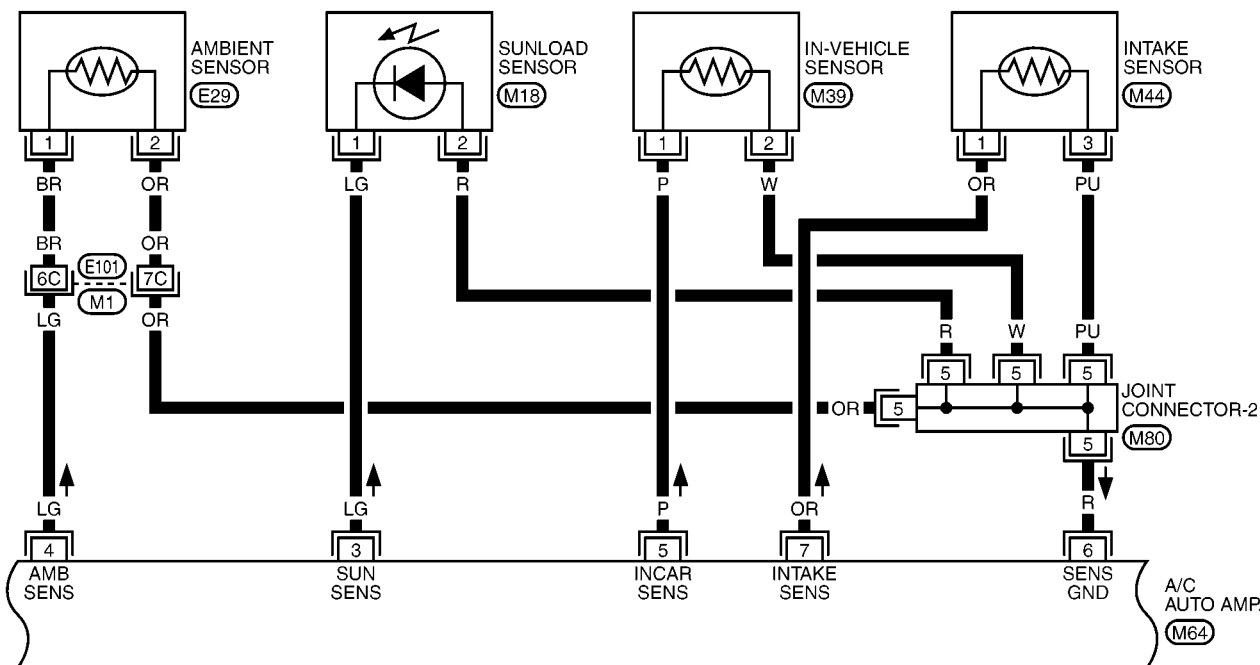 AMBIENT
SENSOR
E29
SUNLOAD
SENSOR
M18
IN-VEHICLE
SENSOR
M39
INTAKE
SENSOR
M44
1 2 1 2 1 2 1 3
BR OR LG R P W OR PU
BR OR
6C E101 7C
M1
LG OR
R W PU
5 5 5
OR 5
JOINT
CONNECTOR-2
M80
5
LG LG P OR R
4 3 5 7 6
AMB
SENS
SUN
SENS
INCAR
SENS
INTAKE
SENS
SENS
GND
A/C
AUTO AMP.
M64